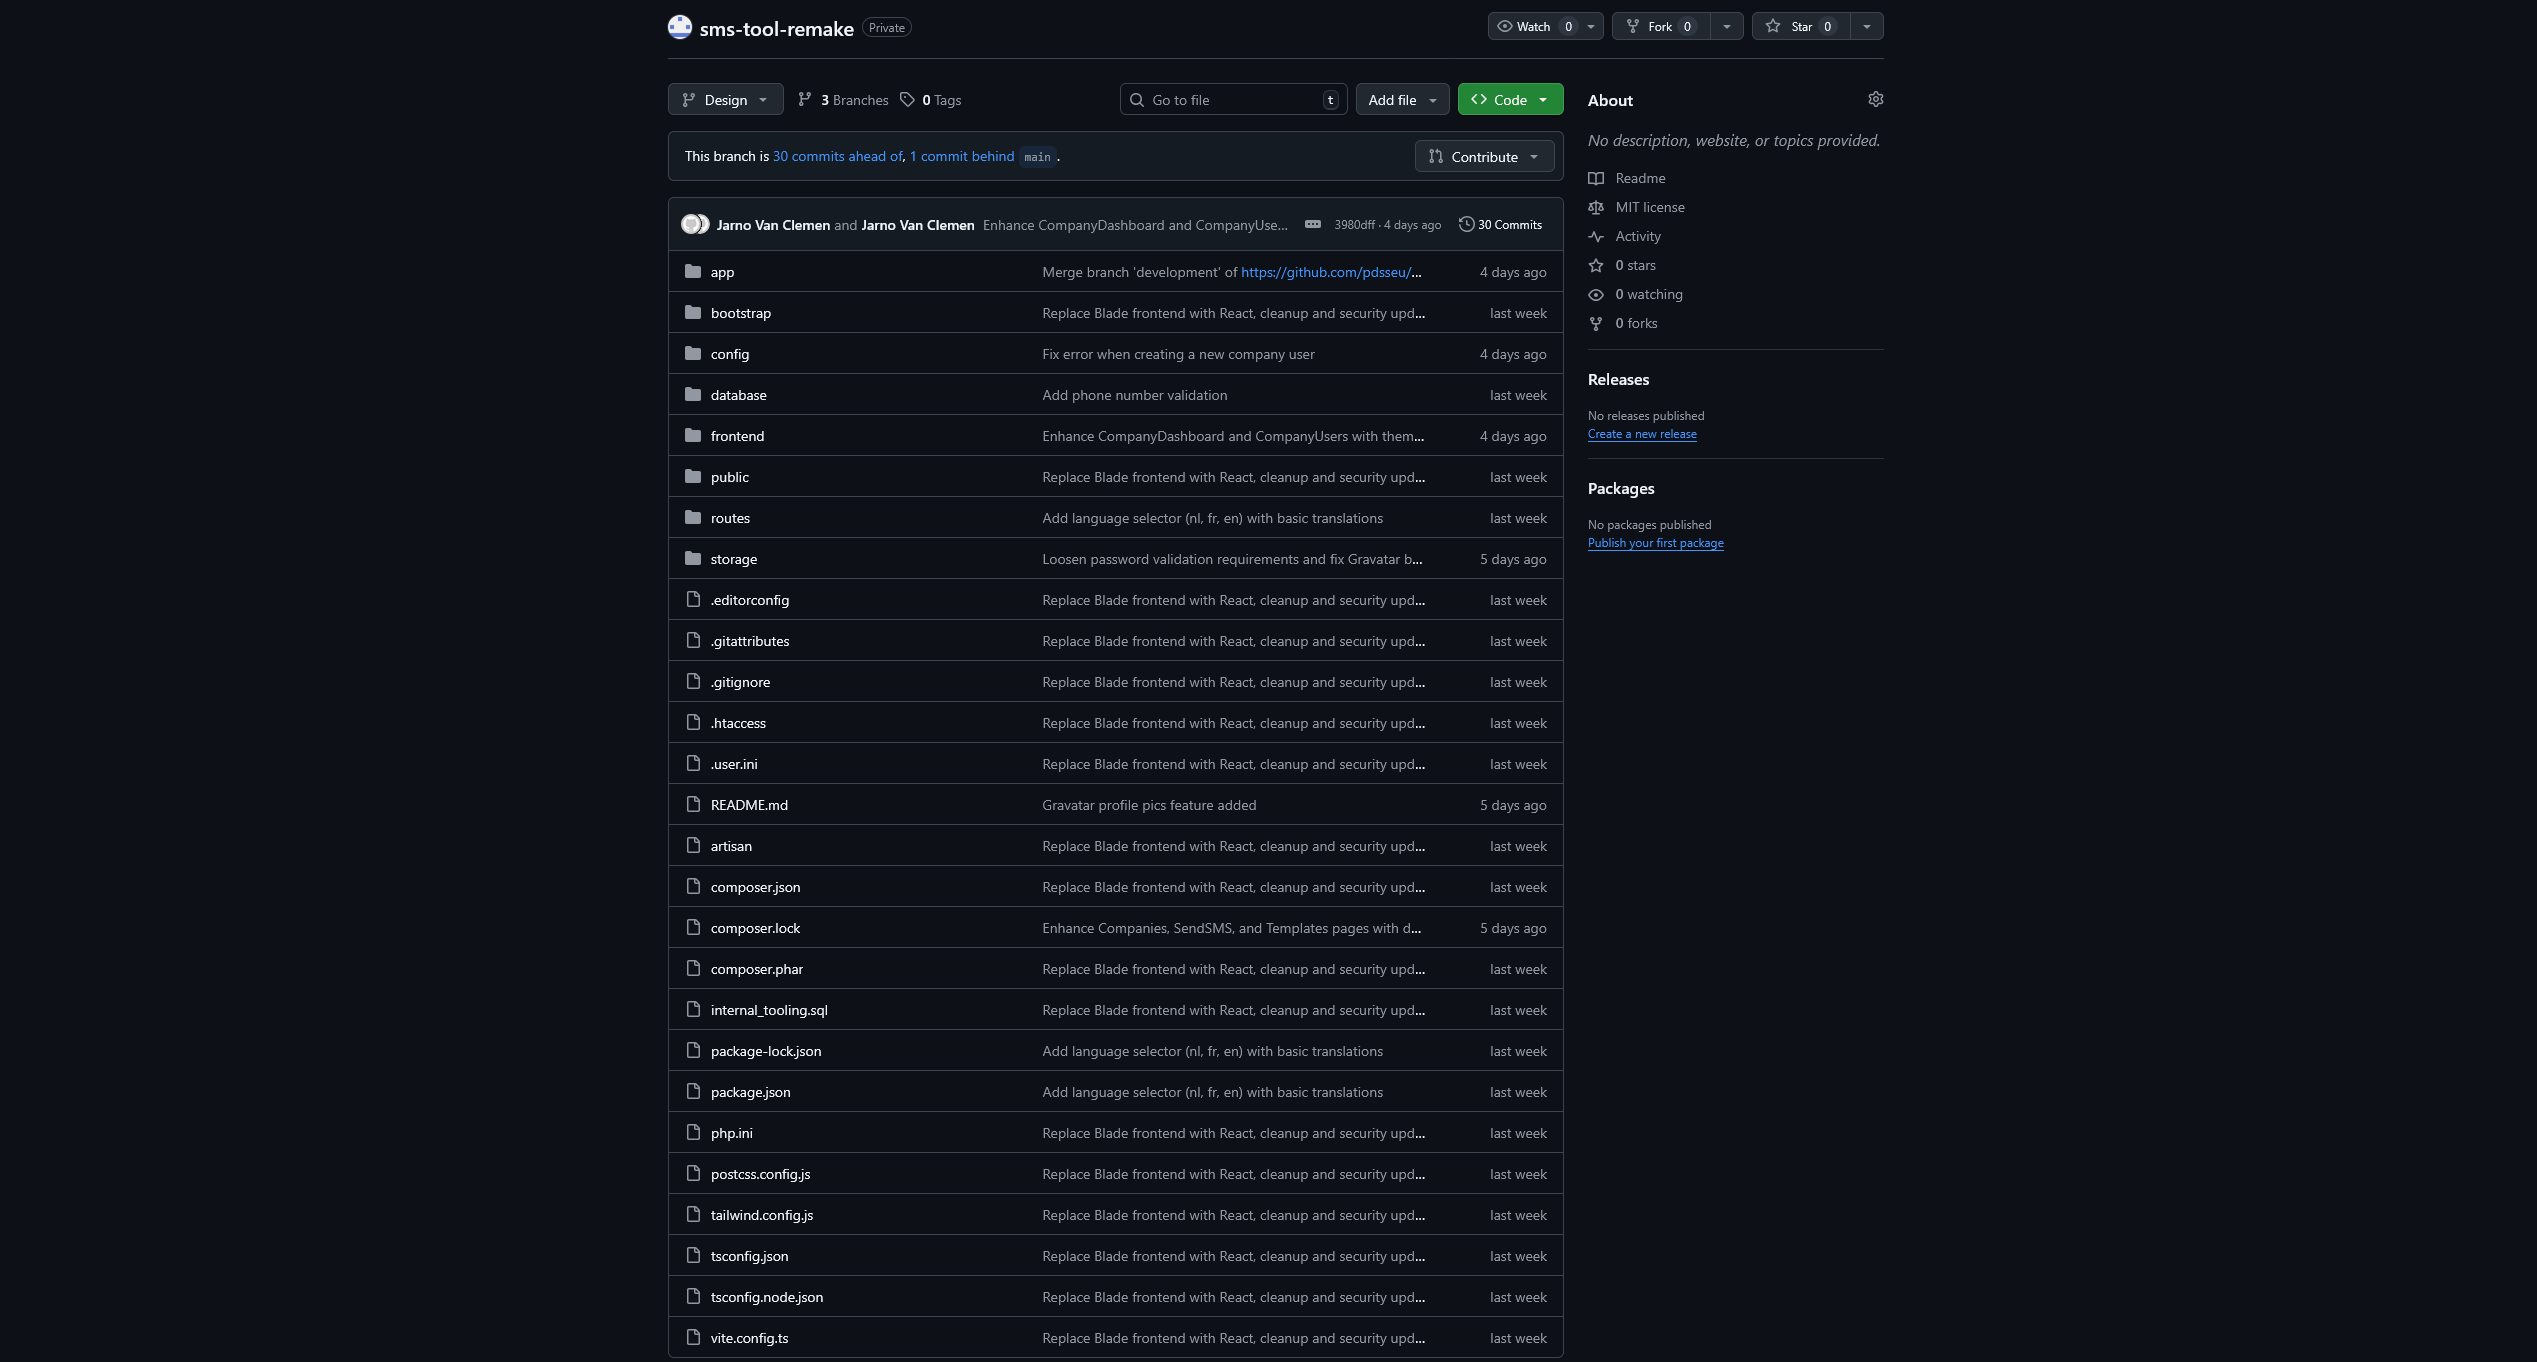 sms-tool-remake Private
Watch 0 Fork 0 Star 0
Design 3 Branches 0 Tags Go to file t Add file Code
This branch is 30 commits ahead of, 1 commit behind main .
Contribute
Jarno Van Clemen and Jarno Van Clemen Enhance CompanyDashboard and CompanyUse... 3980dff · 4 days ago 30 Commits
app Merge branch 'development' of https://github.com/pdsseu/... 4 days ago
bootstrap Replace Blade frontend with React, cleanup and security upd... last week
config Fix error when creating a new company user 4 days ago
database Add phone number validation last week
frontend Enhance CompanyDashboard and CompanyUsers with them... 4 days ago
public Replace Blade frontend with React, cleanup and security upd... last week
routes Add language selector (nl, fr, en) with basic translations last week
storage Loosen password validation requirements and fix Gravatar b... 5 days ago
.editorconfig Replace Blade frontend with React, cleanup and security upd... last week
.gitattributes Replace Blade frontend with React, cleanup and security upd... last week
.gitignore Replace Blade frontend with React, cleanup and security upd... last week
.htaccess Replace Blade frontend with React, cleanup and security upd... last week
.user.ini Replace Blade frontend with React, cleanup and security upd... last week
README.md Gravatar profile pics feature added 5 days ago
artisan Replace Blade frontend with React, cleanup and security upd... last week
composer.json Replace Blade frontend with React, cleanup and security upd... last week
composer.lock Enhance Companies, SendSMS, and Templates pages with d... 5 days ago
composer.phar Replace Blade frontend with React, cleanup and security upd... last week
internal_tooling.sql Replace Blade frontend with React, cleanup and security upd... last week
package-lock.json Add language selector (nl, fr, en) with basic translations last week
package.json Add language selector (nl, fr, en) with basic translations last week
php.ini Replace Blade frontend with React, cleanup and security upd... last week
postcss.config.js Replace Blade frontend with React, cleanup and security upd... last week
tailwind.config.js Replace Blade frontend with React, cleanup and security upd... last week
tsconfig.json Replace Blade frontend with React, cleanup and security upd... last week
tsconfig.node.json Replace Blade frontend with React, cleanup and security upd... last week
vite.config.ts Replace Blade frontend with React, cleanup and security upd... last week
About
No description, website, or topics provided.
Readme
MIT license
Activity
0 stars
0 watching
0 forks
Releases
No releases published
Create a new release
Packages
No packages published
Publish your first package